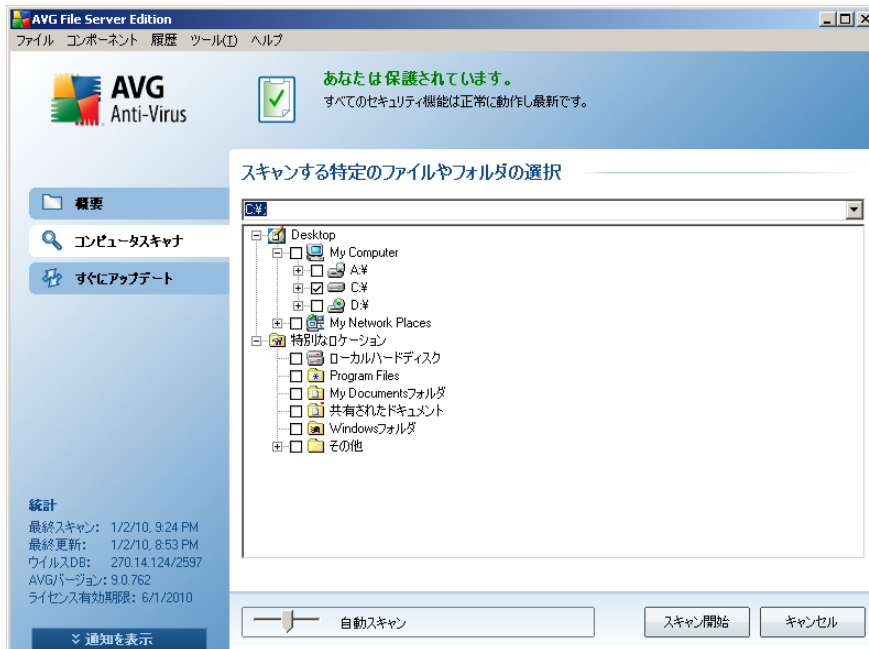 AVG File Server Edition
ファイル コンポーネント 履歴 ツール(T) ヘルプ
AVG
Anti-Virus
あなたは保護されています。
すべてのセキュリティ機能は正常に動作し最新です。
スキャンする特定のファイルやフォルダの選択
概要
コンピュータスキャナ
すぐにアップデート
C:¥;
Desktop
My Computer
A:¥
C:¥
D:¥
My Network Places
特別なロケーション
ローカルハードディスク
Program Files
My Documentsフォルダ
共有されたドキュメント
Windowsフォルダ
その他
統計
最終スキャン: 1/2/10, 9:24 PM
最終更新: 1/2/10, 8:53 PM
ウイルスDB: 270.14.124/2597
AVGバージョン: 9.0.762
ライセンス有効期限: 6/1/2010
通知を表示
自動スキャン
スキャン開始
キャンセル